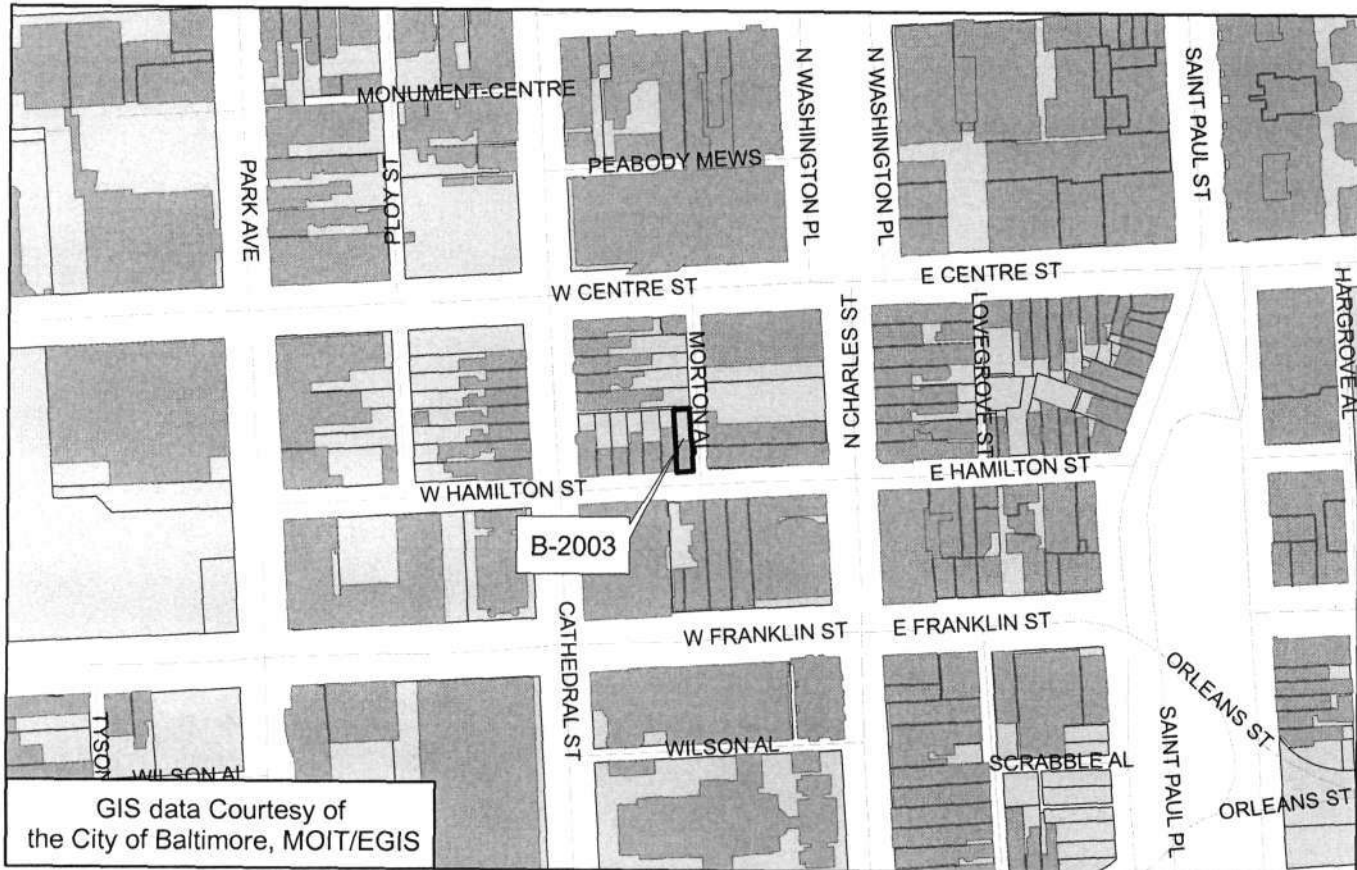 MONUMENT-CENTRE
N WASHINGTON PL
N WASHINGTON PL
SAINT PAUL ST
PARK AVE
PLOY ST
PEABODY MEWS
W CENTRE ST
E CENTRE ST
HARGROVE AL
MORTON AL
N CHARLES ST
LOVEGROVE ST
W HAMILTON ST
E HAMILTON ST
B-2003
CATHEDRAL ST
W FRANKLIN ST
E FRANKLIN ST
ORLEANS ST
TYSON
WILSON AL
WILSON AL
SCRABBLE AL
SAINT PAUL PL
ORLEANS ST
GIS data Courtesy of
the City of Baltimore, MOIT/EGIS